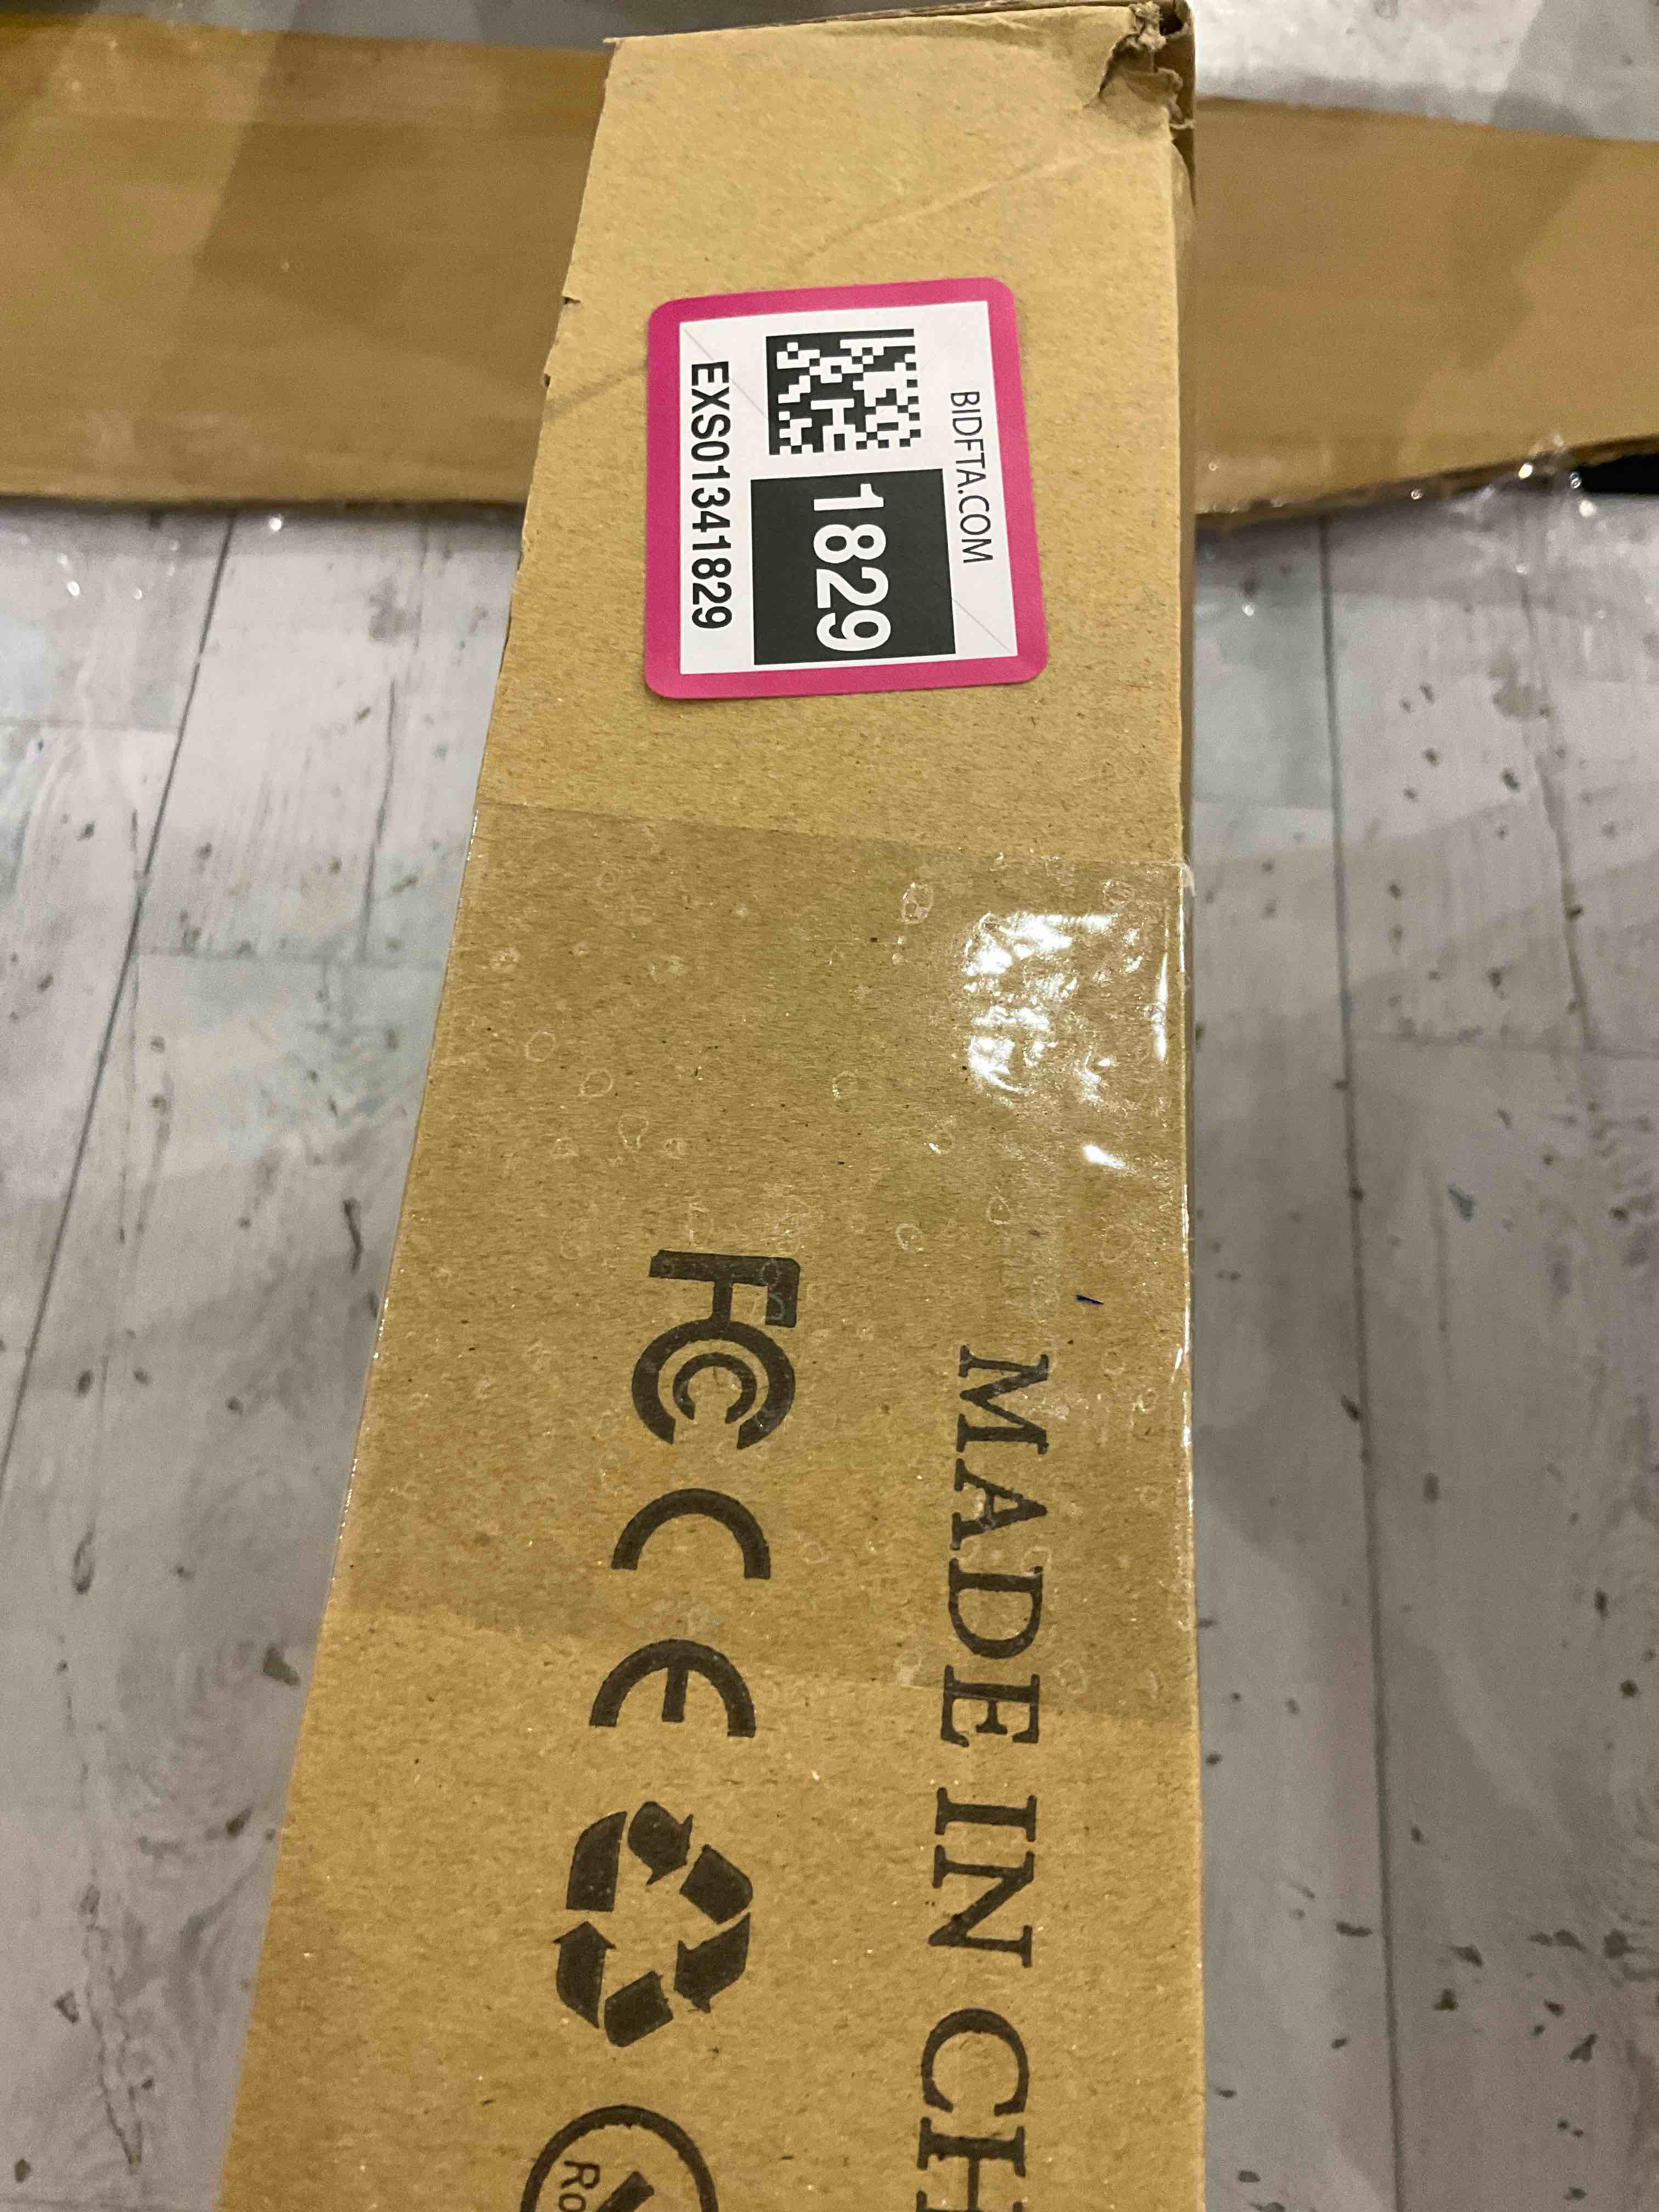 BIDFTA.COM
1829
EXS01341829
MADE IN CH
FC CE
Ro